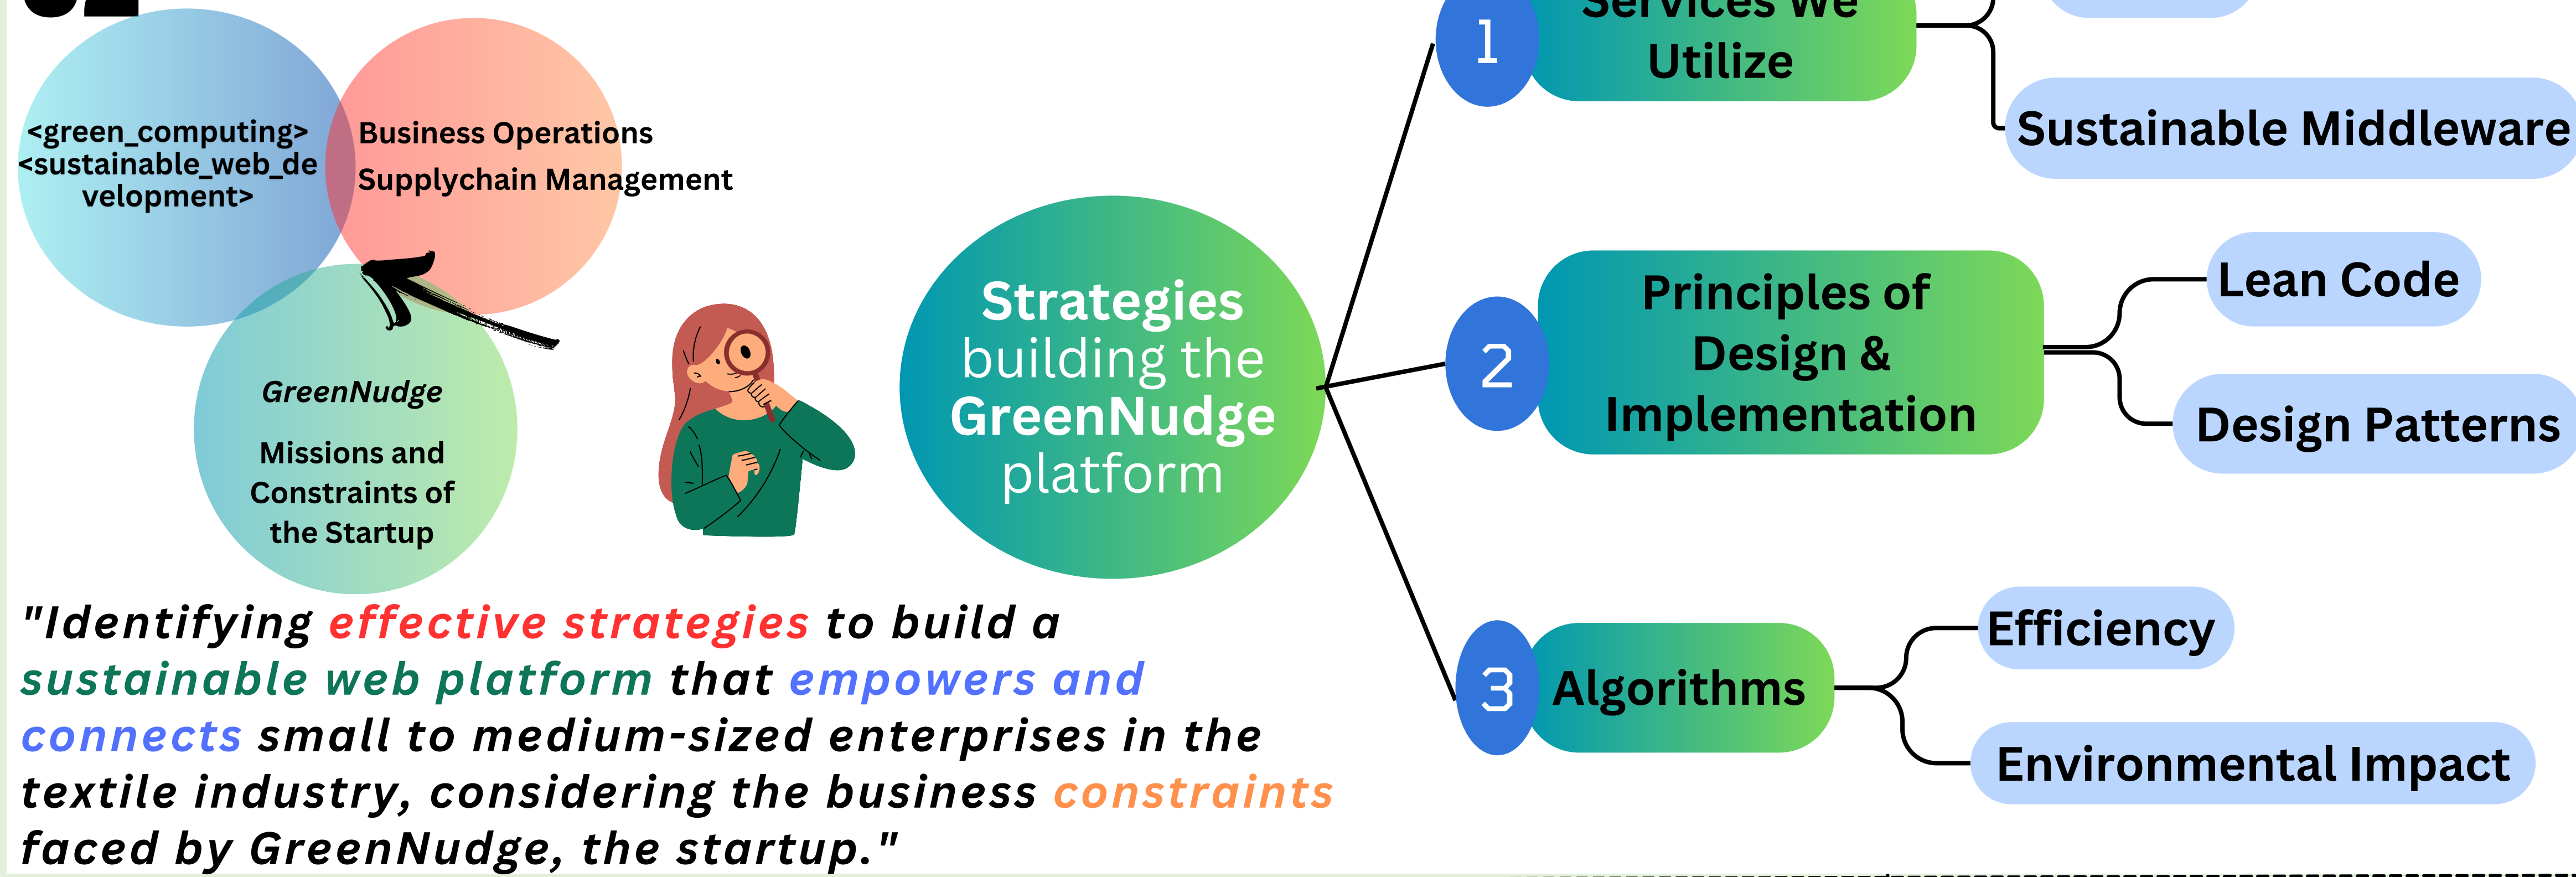 <green_computing>
<sustainable_web_de
velopment>
Business Operations
Supplychain Management
GreenNudge
Missions and
Constraints of
the Startup
"Identifying effective strategies to build a
sustainable web platform that empowers and
connects small to medium-sized enterprises in the
textile industry, considering the business constraints
faced by GreenNudge, the startup."
Strategies
building the
GreenNudge
platform
1
Services We
Utilize
Sustainable Middleware
2
Principles of
Design &
Implementation
Lean Code
Design Patterns
3
Algorithms
Efficiency
Environmental Impact